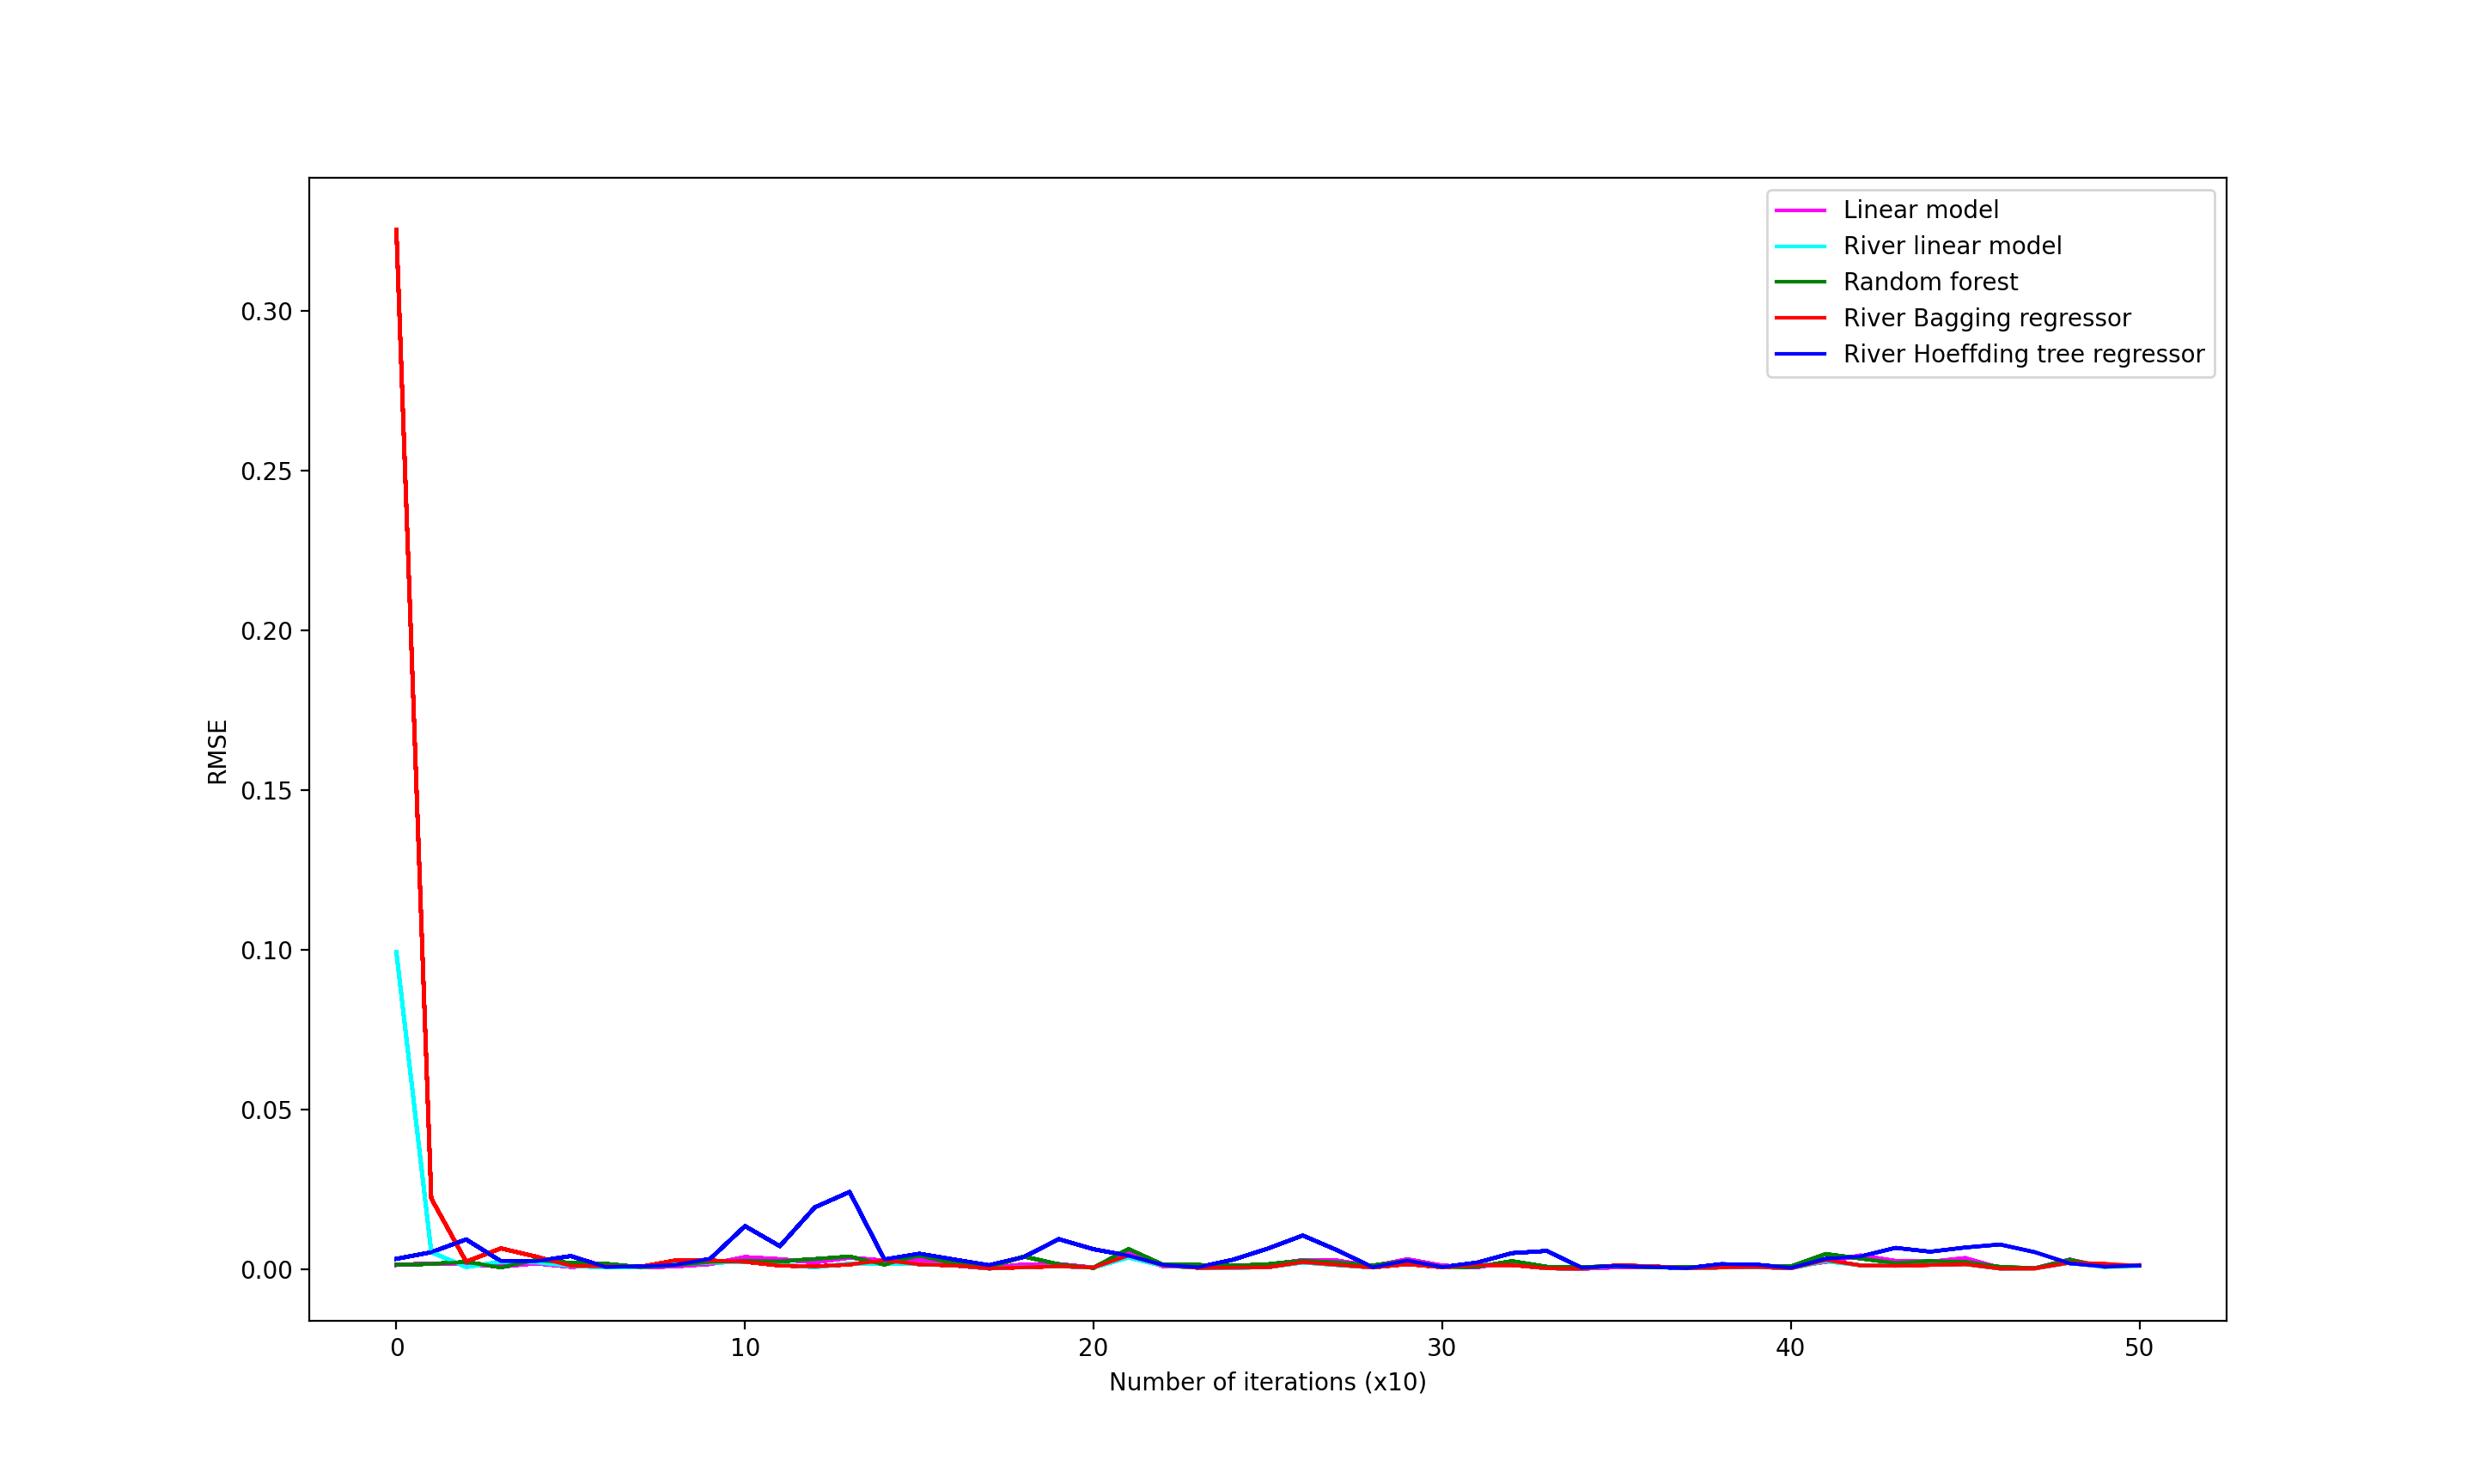 Linear model
River linear model
Random forest
River Bagging regressor
River Hoeffding tree regressor
0.30
0.25
0.20
0.15
0.10
0.05
0.00
RMSE
0 10 20 30 40 50
Number of iterations (x10)